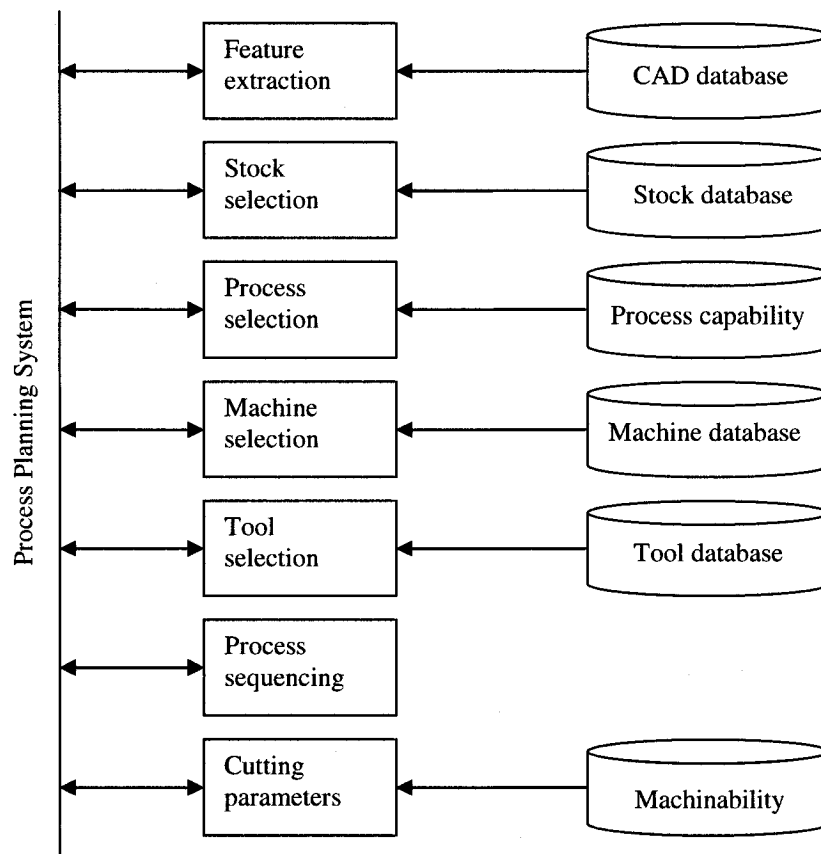 Process Planning System
Feature
extraction
CAD database
Stock
selection
Stock database
Process
selection
Process capability
Machine
selection
Machine database
Tool
selection
Tool database
Process
sequencing
Cutting
parameters
Machinability